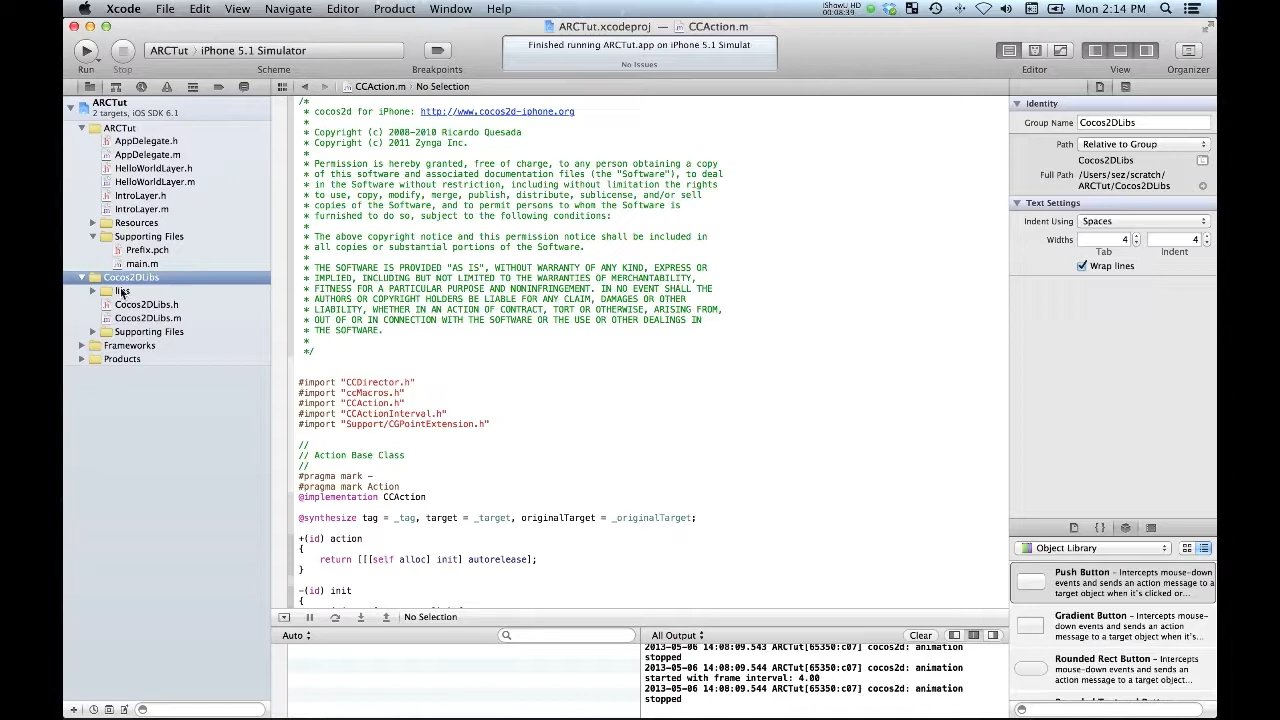 Xcode File Edit View Navigate Editor Product Window Help
iShowU HD
00:08:39
Mon 2:14 PM
ARCTut.xcodeproj — CCAction.m
Run
Stop
ARCTut > iPhone 5.1 Simulator
Scheme
Breakpoints
Finished running ARCTut.app on iPhone 5.1 Simulat
No Issues
Editor
View
Organizer
CCAction.m > No Selection
ARCTut
2 targets, iOS SDK 6.1
ARCTut
AppDelegate.h
AppDelegate.m
HelloWorldLayer.h
HelloWorldLayer.m
IntroLayer.h
IntroLayer.m
Resources
Supporting Files
Prefix.pch
main.m
Cocos2DLibs
libs
Cocos2DLibs.h
Cocos2DLibs.m
Supporting Files
Frameworks
Products
/*
* cocos2d for iPhone: http://www.cocos2d-iphone.org
*
* Copyright (c) 2008-2010 Ricardo Quesada
* Copyright (c) 2011 Zynga Inc.
*
* Permission is hereby granted, free of charge, to any person obtaining a copy
* of this software and associated documentation files (the "Software"), to deal
* in the Software without restriction, including without limitation the rights
* to use, copy, modify, merge, publish, distribute, sublicense, and/or sell
* copies of the Software, and to permit persons to whom the Software is
* furnished to do so, subject to the following conditions:
*
* The above copyright notice and this permission notice shall be included in
* all copies or substantial portions of the Software.
*
* THE SOFTWARE IS PROVIDED "AS IS", WITHOUT WARRANTY OF ANY KIND, EXPRESS OR
* IMPLIED, INCLUDING BUT NOT LIMITED TO THE WARRANTIES OF MERCHANTABILITY,
* FITNESS FOR A PARTICULAR PURPOSE AND NONINFRINGEMENT. IN NO EVENT SHALL THE
* AUTHORS OR COPYRIGHT HOLDERS BE LIABLE FOR ANY CLAIM, DAMAGES OR OTHER
* LIABILITY, WHETHER IN AN ACTION OF CONTRACT, TORT OR OTHERWISE, ARISING FROM,
* OUT OF OR IN CONNECTION WITH THE SOFTWARE OR THE USE OR OTHER DEALINGS IN
* THE SOFTWARE.
*
*/
#import "CCDirector.h"
#import "ccMacros.h"
#import "CCAction.h"
#import "CCActionInterval.h"
#import "Support/CGPointExtension.h"
//
// Action Base Class
//
#pragma mark -
#pragma mark Action
@implementation CCAction
@synthesize tag = _tag, target = _target, originalTarget = _originalTarget;
+(id) action
{
return [[[self alloc] init] autorelease];
}
-(id) init
{
No Selection
Auto
All Output
Clear
2013-05-06 14:08:09.543 ARCTut[65350:c07] cocos2d: animation
stopped
2013-05-06 14:08:09.544 ARCTut[65350:c07] cocos2d: animation
started with frame interval: 4.00
2013-05-06 14:08:09.544 ARCTut[65350:c07] cocos2d: animation
stopped
Identity
Group Name Cocos2DLibs
Path Relative to Group
Cocos2DLibs
Full Path /Users/sez/scratch/
ARCTut/Cocos2DLibs
Text Settings
Indent Using Spaces
Widths 4 4
Tab Indent
Wrap lines
Object Library
Push Button - Intercepts mouse-down
events and sends an action message to a
target object when it's clicked or...
Gradient Button - Intercepts mouse-
down events and sends an action
message to a target object when it's...
Rounded Rect Button - Intercepts
mouse-down events and sends an
action message to a target object...